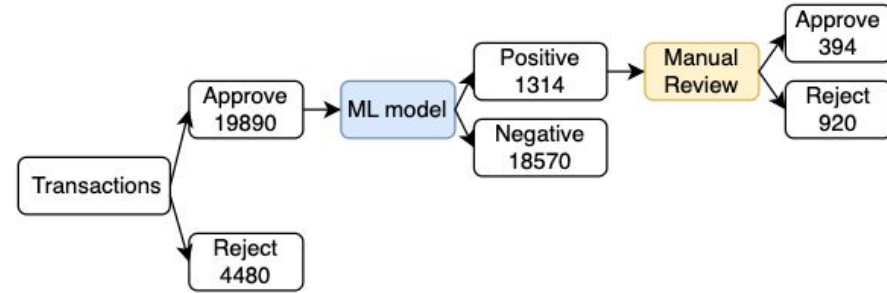 Transactions
Approve
19890
Reject
4480
ML model
Positive
1314
Negative
18570
Manual
Review
Approve
394
Reject
920